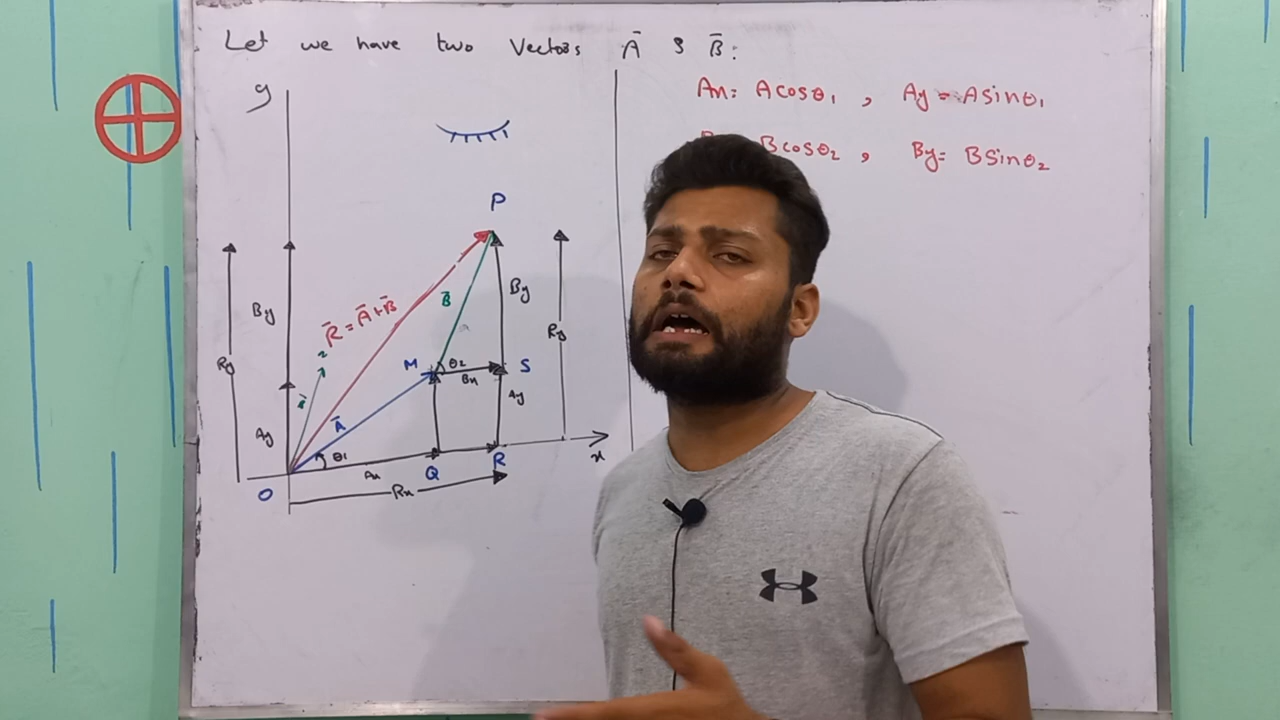 Let we have two Vectors Ā & B̄:
Ax= Acosθ1 , Ay = Asinθ1
Bcosθ2 , By= Bsinθ2
y
P
By
By
R̄ = Ā+B̄
B̄
Ry
Ry
M
θ2
Bx
S
Ay
Ā
Ay
θ1
Ax
Q
R
x
O
Rx